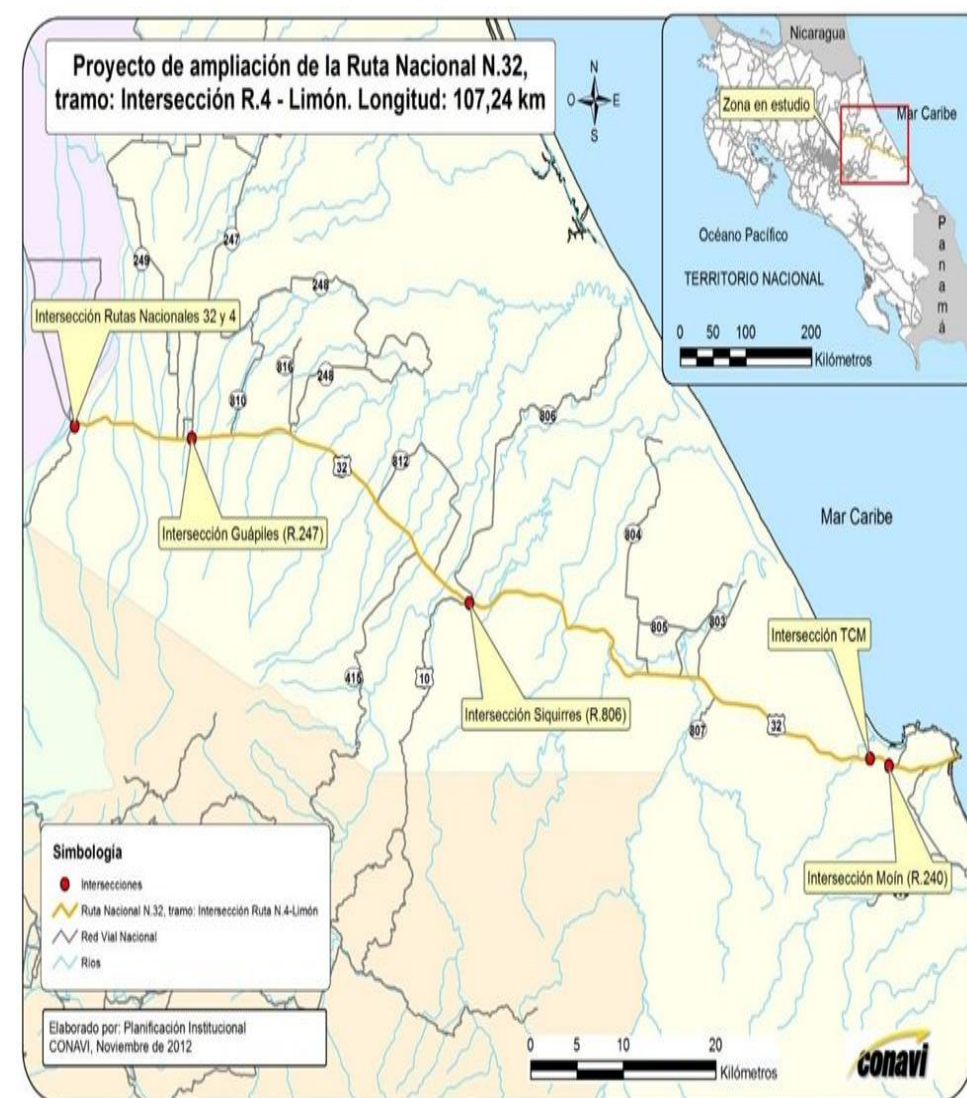 Proyecto de ampliación de la Ruta Nacional N.32,
tramo: Intersección R.4 - Limón. Longitud: 107,24 km
N
O
E
S
Nicaragua
Zona en estudio
Mar Caribe
Océano Pacífico
Panamá
TERRITORIO NACIONAL
0 50 100 200
Kilómetros
249
247
248
Intersección Rutas Nacionales 32 y 4
816
248
810
806
32
812
Intersección Guápiles (R.247)
Mar Caribe
804
805
803
Intersección TCM
415
10
Intersección Siquirres (R.806)
807
32
Intersección Moín (R.240)
Simbología
Intersecciones
Ruta Nacional N.32, tramo: Intersección Ruta N.4-Limón
Red Vial Nacional
Ríos
Elaborado por: Planificación Institucional
CONAVI, Noviembre de 2012
0 5 10 20
Kilómetros
conavi